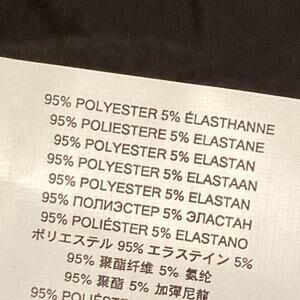 95% POLYESTER 5% ÉLASTHANNE
95% POLIESTERE 5% ELASTANE
95% POLYESTER 5% ELASTAN
95% POLYESTER 5% ELASTAAN
95% POLYESTER 5% ELASTAN
95% ПОЛИЭСТЕР 5% ЭЛАСТАН
95% POLIÉSTER 5% ELASTANO
ポリエステル 95% エラステイン 5%
95% 聚酯纤维 5% 氨纶
95% 聚酯 5% 加彈尼龍
95% POLIÉSTER 5%